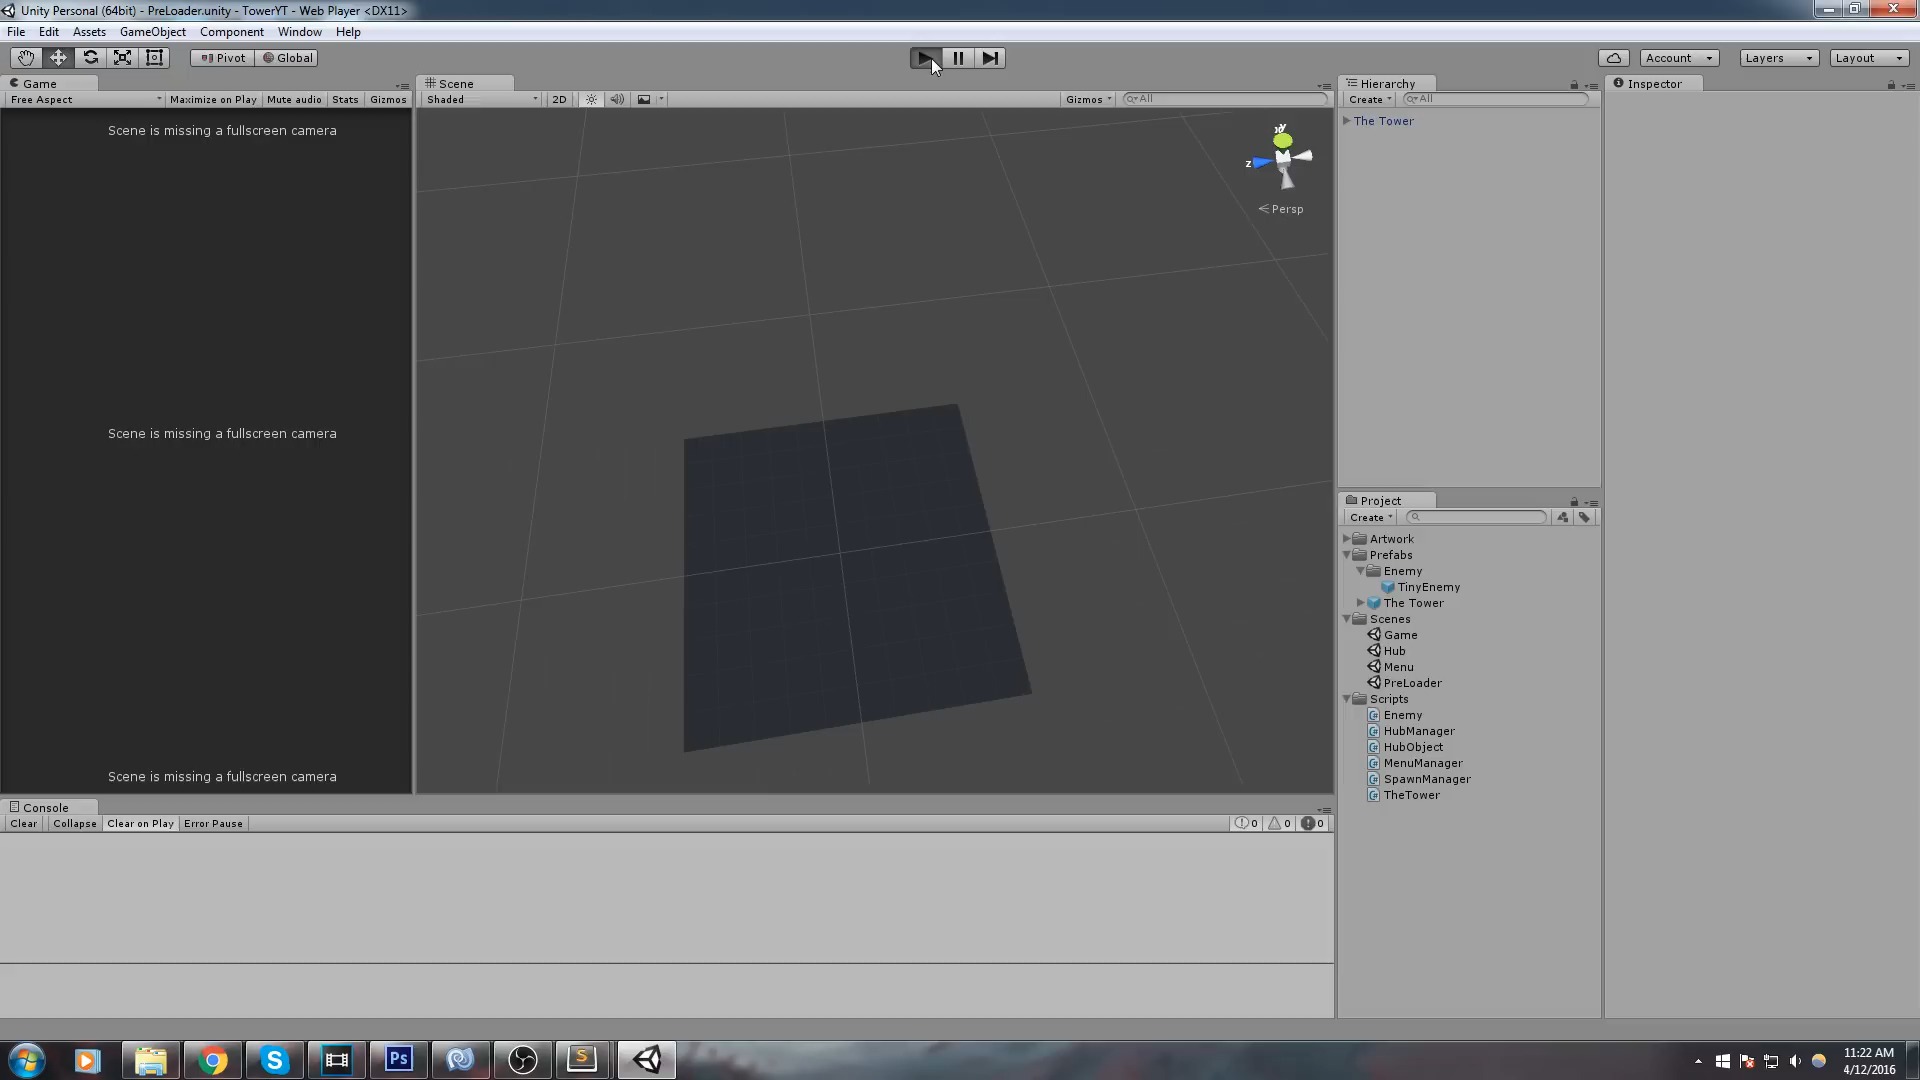 Unity Personal (64bit) - PreLoader.unity - TowerYT - Web Player <DX11>
File Edit Assets GameObject Component Window Help
Pivot Global Account Layers Layout
Game
Free Aspect Maximize on Play Mute audio Stats Gizmos
Scene is missing a fullscreen camera
Scene is missing a fullscreen camera
Scene is missing a fullscreen camera
Scene
Shaded 2D Gizmos All
y
z
Persp
Hierarchy
Create All
The Tower
Inspector
Project
Create
Artwork
Prefabs
Enemy
TinyEnemy
The Tower
Scenes
Game
Hub
Menu
PreLoader
Scripts
Enemy
HubManager
HubObject
MenuManager
SpawnManager
TheTower
Console
Clear Collapse Clear on Play Error Pause 0 0 0
Ps
S
S
11:22 AM
4/12/2016